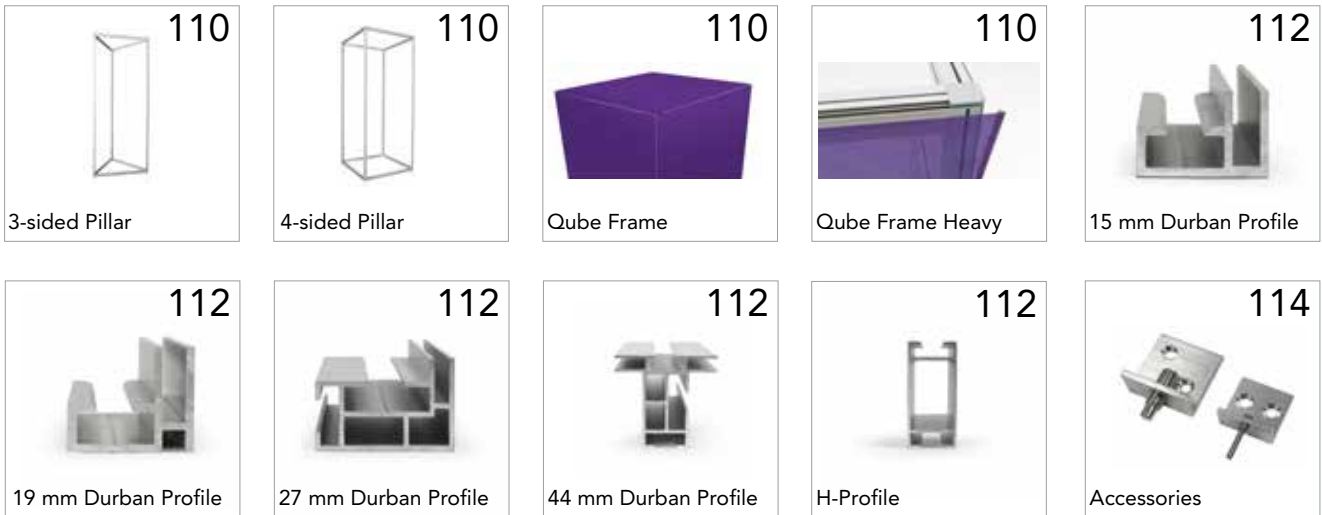 110
3-sided Pillar
110
4-sided Pillar
110
Qube Frame
110
Qube Frame Heavy
112
15 mm Durban Profile
112
19 mm Durban Profile
112
27 mm Durban Profile
112
44 mm Durban Profile
112
H-Profile
114
Accessories